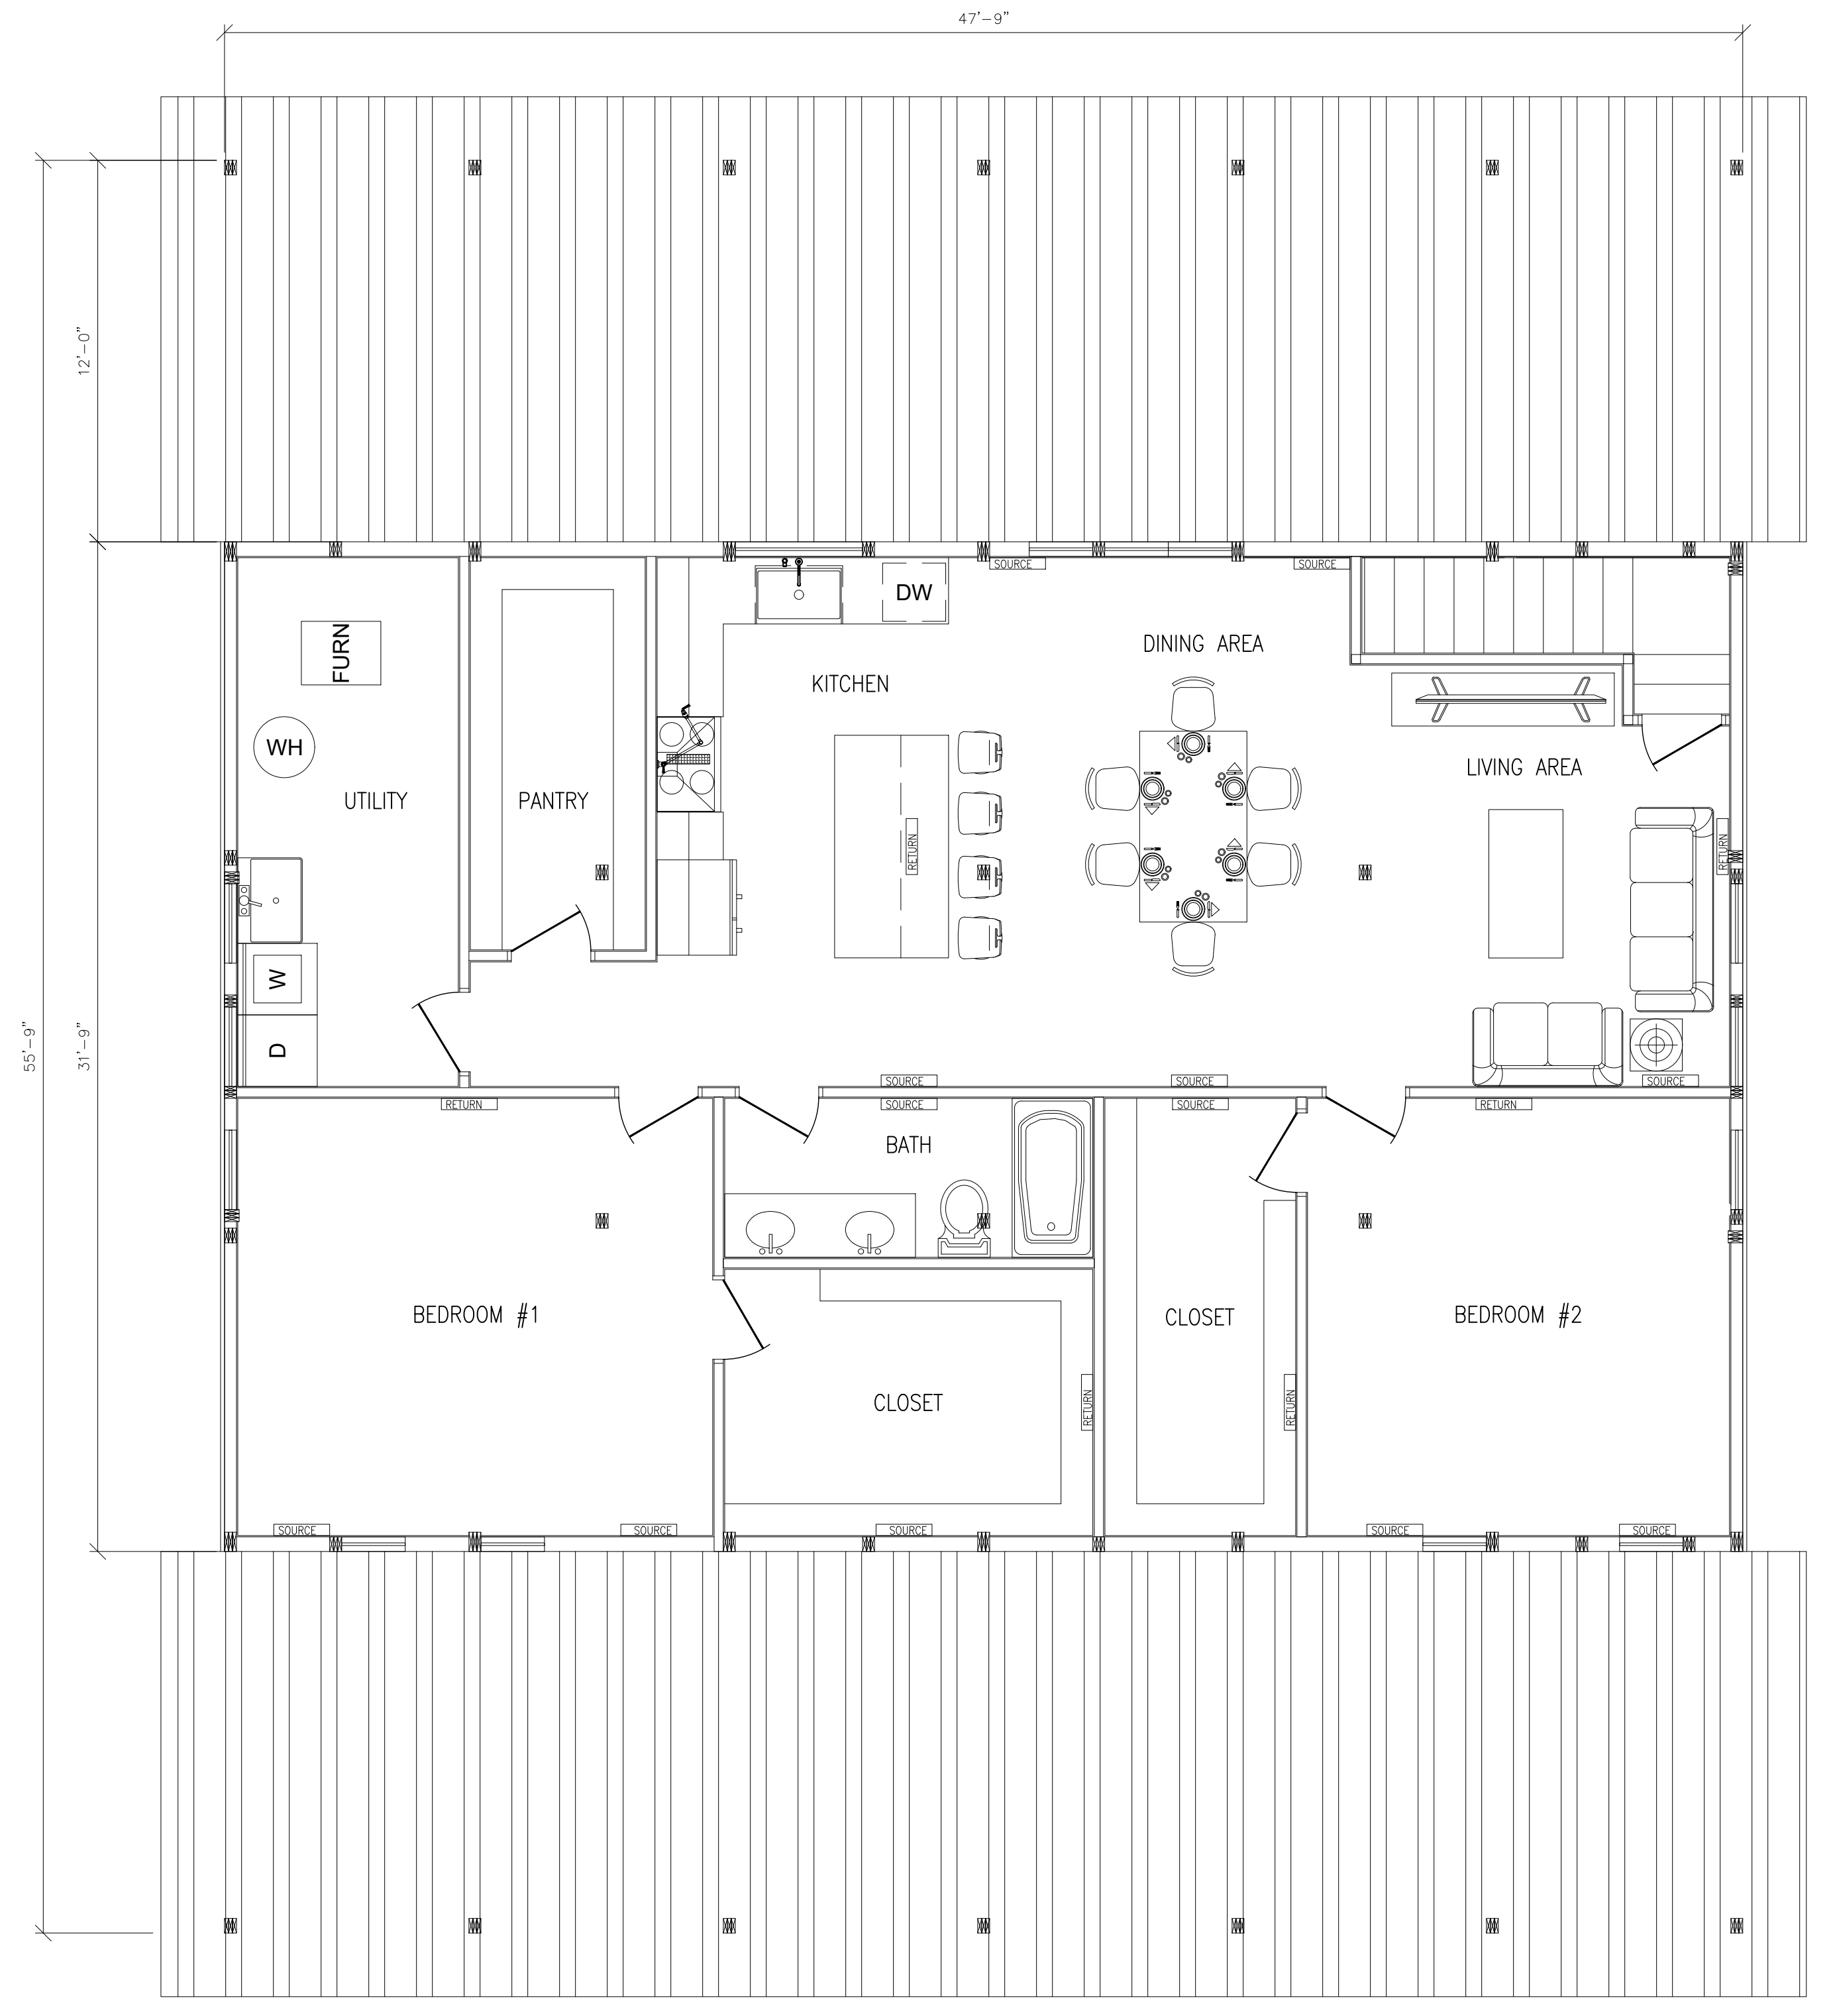 47'-9"
12'-0"
55'-9"
31'-9"
SOURCE
SOURCE
FURN
DW
DINING AREA
KITCHEN
WH
LIVING AREA
UTILITY
PANTRY
RETURN
RETURN
W
D
SOURCE
SOURCE
SOURCE
RETURN
SOURCE
SOURCE
RETURN
BATH
BEDROOM #1
CLOSET
BEDROOM #2
CLOSET
RETURN
RETURN
SOURCE
SOURCE
SOURCE
SOURCE
SOURCE